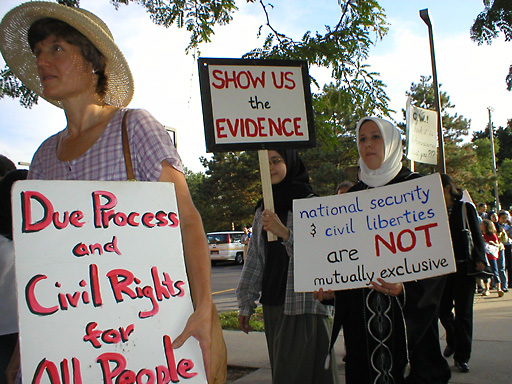 Due Process
and
Civil Rights
for
All People
SHOW US
the
EVIDENCE
national security
& civil liberties
are NOT
mutually exclusive